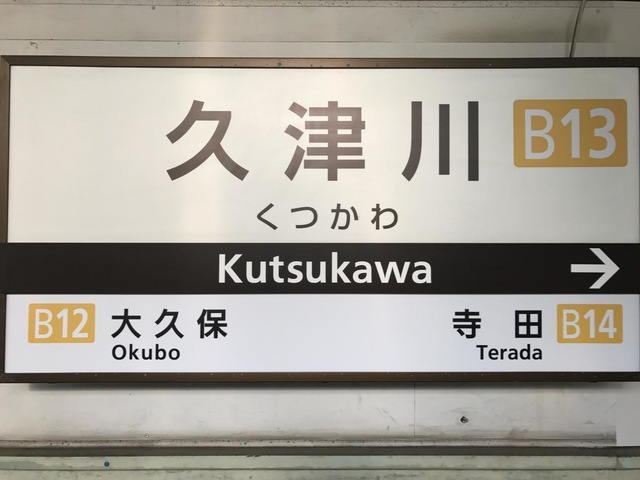 久津川 B13
くつかわ
Kutsukawa →
B12 大久保 寺田 B14
Okubo Terada